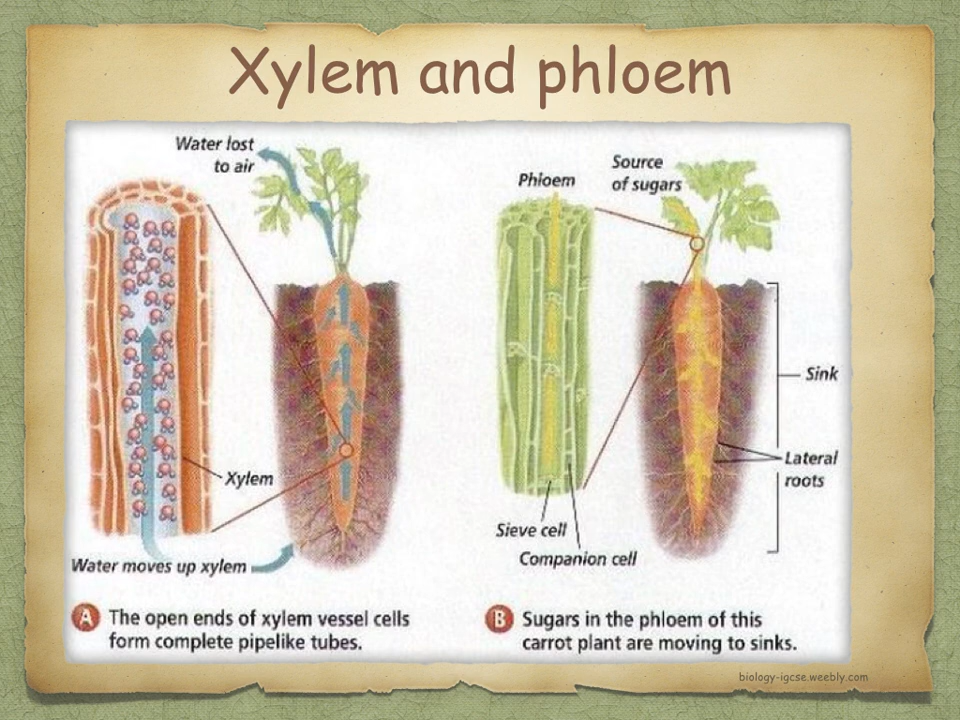 Xylem and phloem
Water lost
to air
Xylem
Water moves up xylem
A The open ends of xylem vessel cells
form complete pipelike tubes.
Phloem
Source
of sugars
Sink
Lateral
roots
Sieve cell
Companion cell
B Sugars in the phloem of this
carrot plant are moving to sinks.
biology-igcse.weebly.com